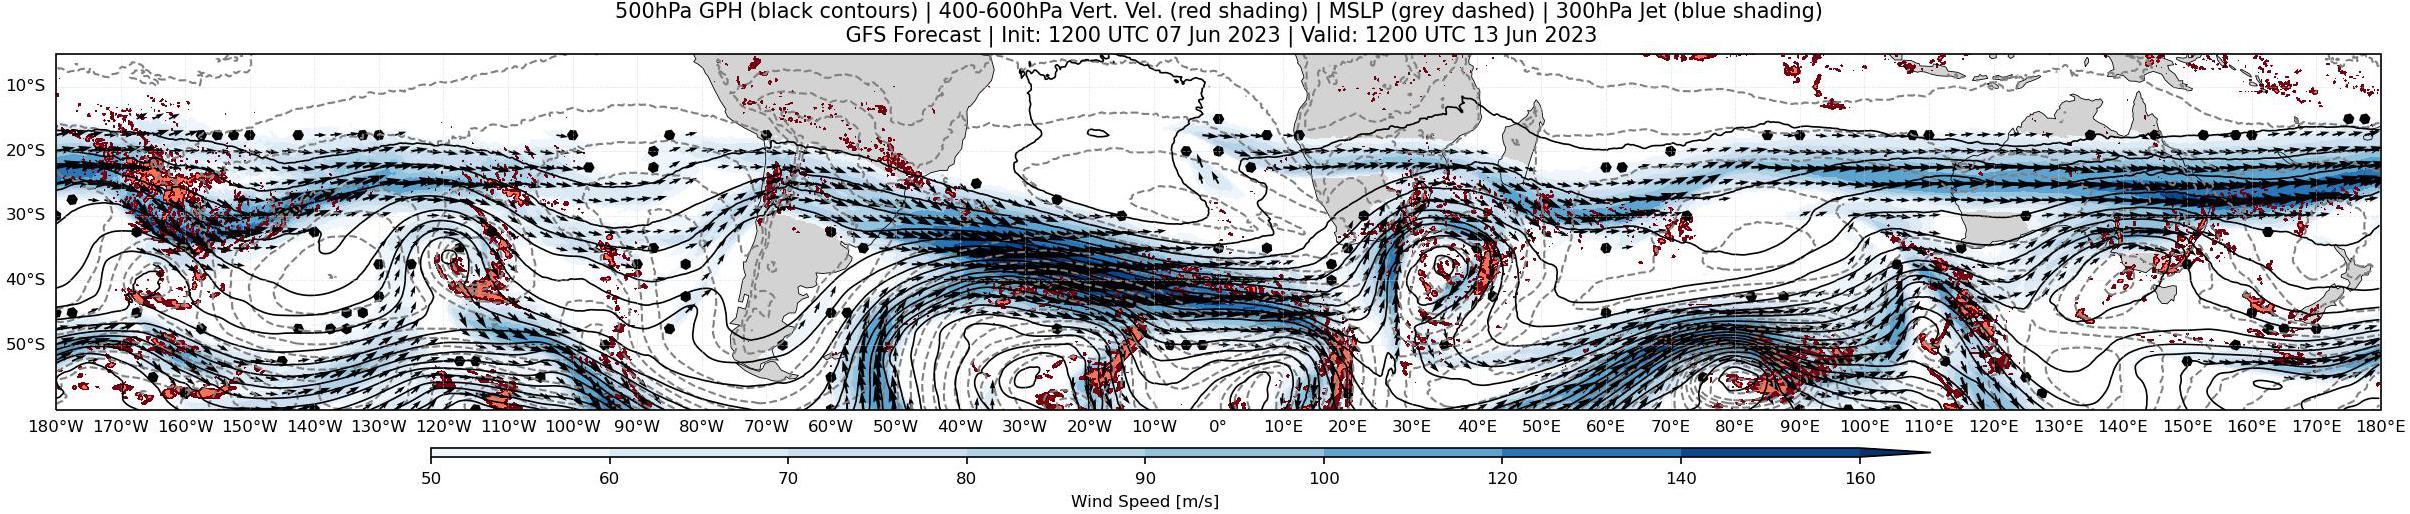 500hPa GPH (black contours) | 400-600hPa Vert. Vel. (red shading) | MSLP (grey dashed) | 300hPa Jet (blue shading)
GFS Forecast | Init: 1200 UTC 07 Jun 2023 | Valid: 1200 UTC 13 Jun 2023
10°S
20°S
30°S
40°S
50°S
180°W 170°W 160°W 150°W 140°W 130°W 120°W 110°W 100°W 90°W 80°W 70°W 60°W 50°W 40°W 30°W 20°W 10°W 0° 10°E 20°E 30°E 40°E 50°E 60°E 70°E 80°E 90°E 100°E 110°E 120°E 130°E 140°E 150°E 160°E 170°E 180°E
50 60 70 80 90 100 120 140 160
Wind Speed [m/s]